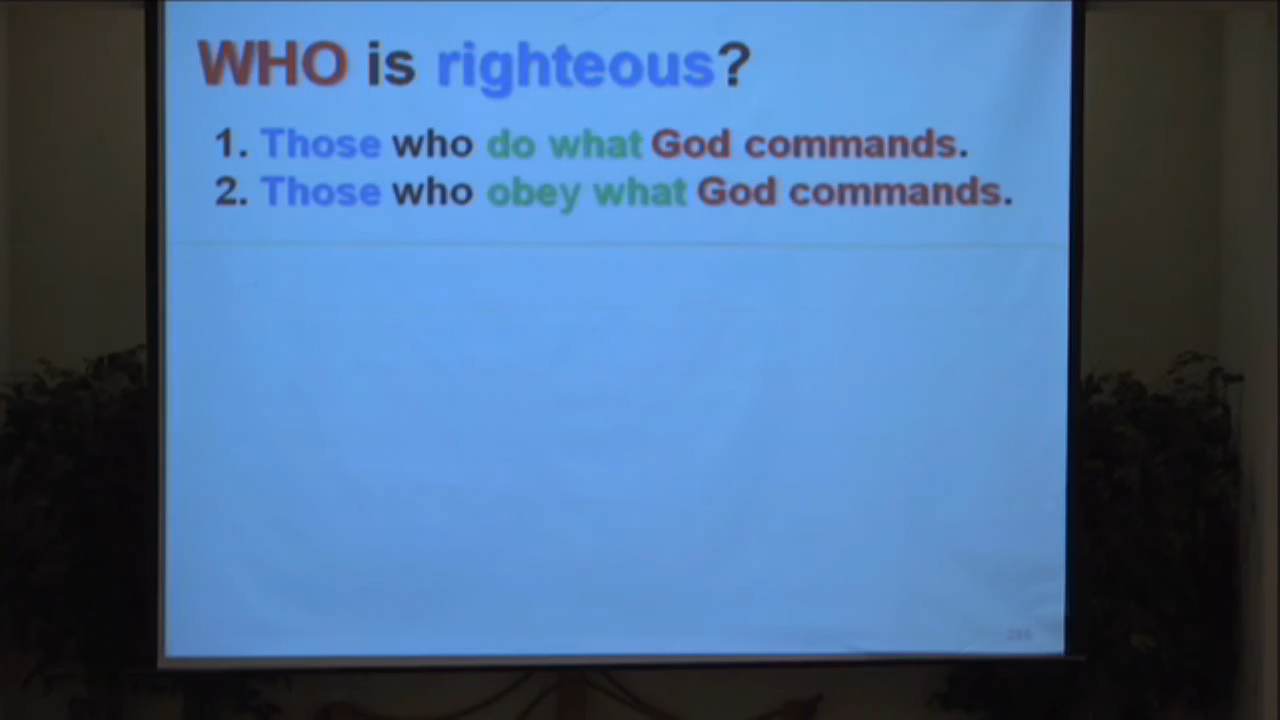 WHO is righteous?
1. Those who do what God commands.
2. Those who obey what God commands.